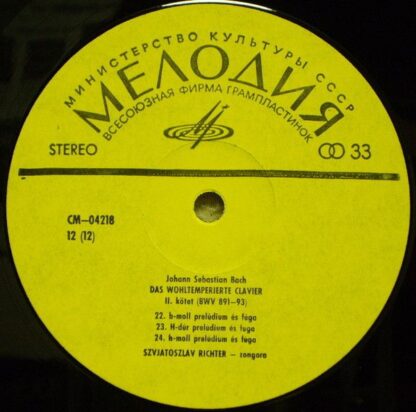 МИНИСТЕРСТВО КУЛЬТУРЫ СССР
МЕЛОДИЯ
ВСЕСОЮЗНАЯ ФИРМА ГРАМПЛАСТИНОК
STEREO
33
СМ—04218
12 (12)
Johann Sebastian Bach
DAS WOHLTEMPERIERTE CLAVIER
II. kötet (BWV 891—93)
22. b-moll prelúdium és fúga
23. H-dúr prelúdium és fuga
24. h-moll prelúdium és fúga
SZVJATOSZLAV RICHTER — zongora